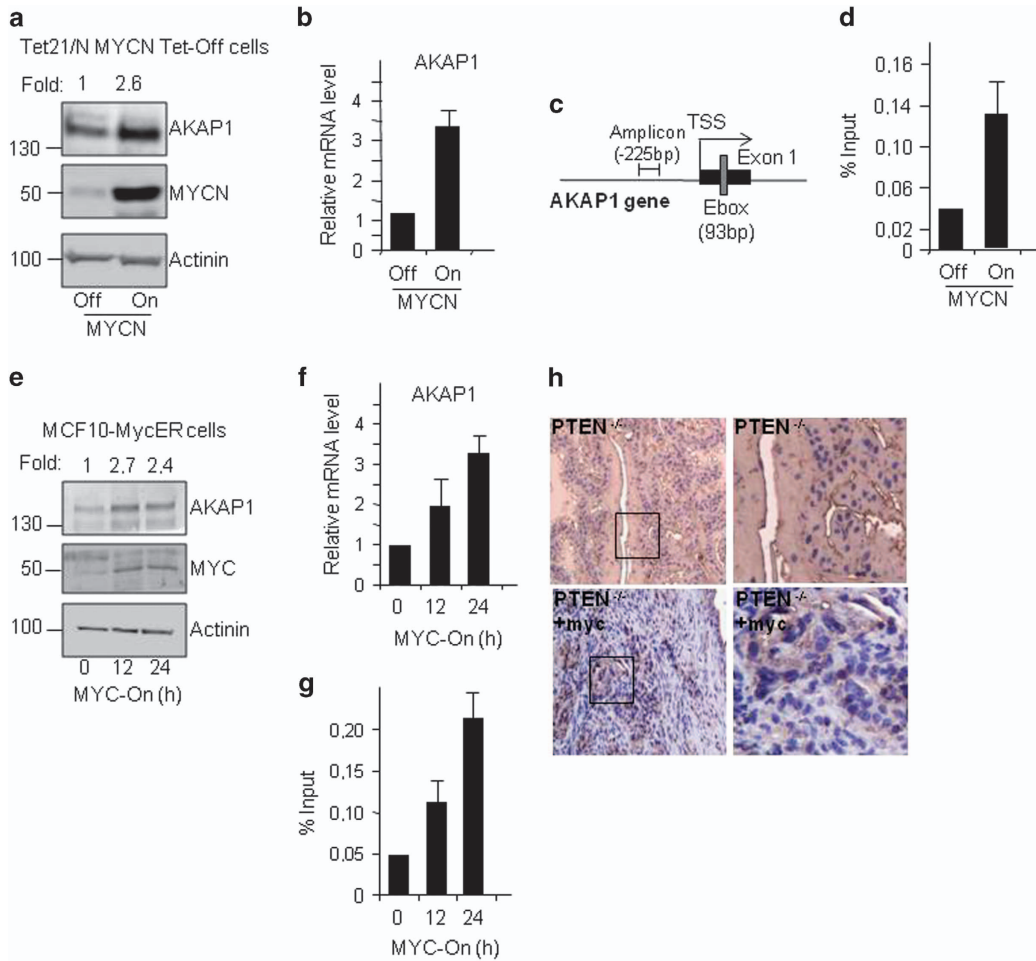 a
Tet21/N MYCN Tet-Off cells
Fold: 1 2.6
AKAP1
130
50
MYCN
100
Actinin
Off On
MYCN
b
AKAP1
Relative mRNA level
4
3
2
1
0
Off On
MYCN
c
Amplicon
(-225bp)
TSS
Exon 1
AKAP1 gene
Ebox
(93bp)
d
% Input
0.16
0.14
0.06
0.02
0
Off On
MYCN
e
MCF10-MycER cells
Fold: 1 2.7 2.4
AKAP1
130
50
MYC
100
Actinin
0 12 24
MYC-On (h)
f
AKAP1
Relative mRNA level
4
3
2
1
0
0 12 24
MYC-On (h)
g
% Input
0,20
0.10
0.05
0
0 12 24
MYC-On (h)
h
PTEN -/-
PTEN -/-
PTEN -/-
+myc
PTEN -/-
+myc